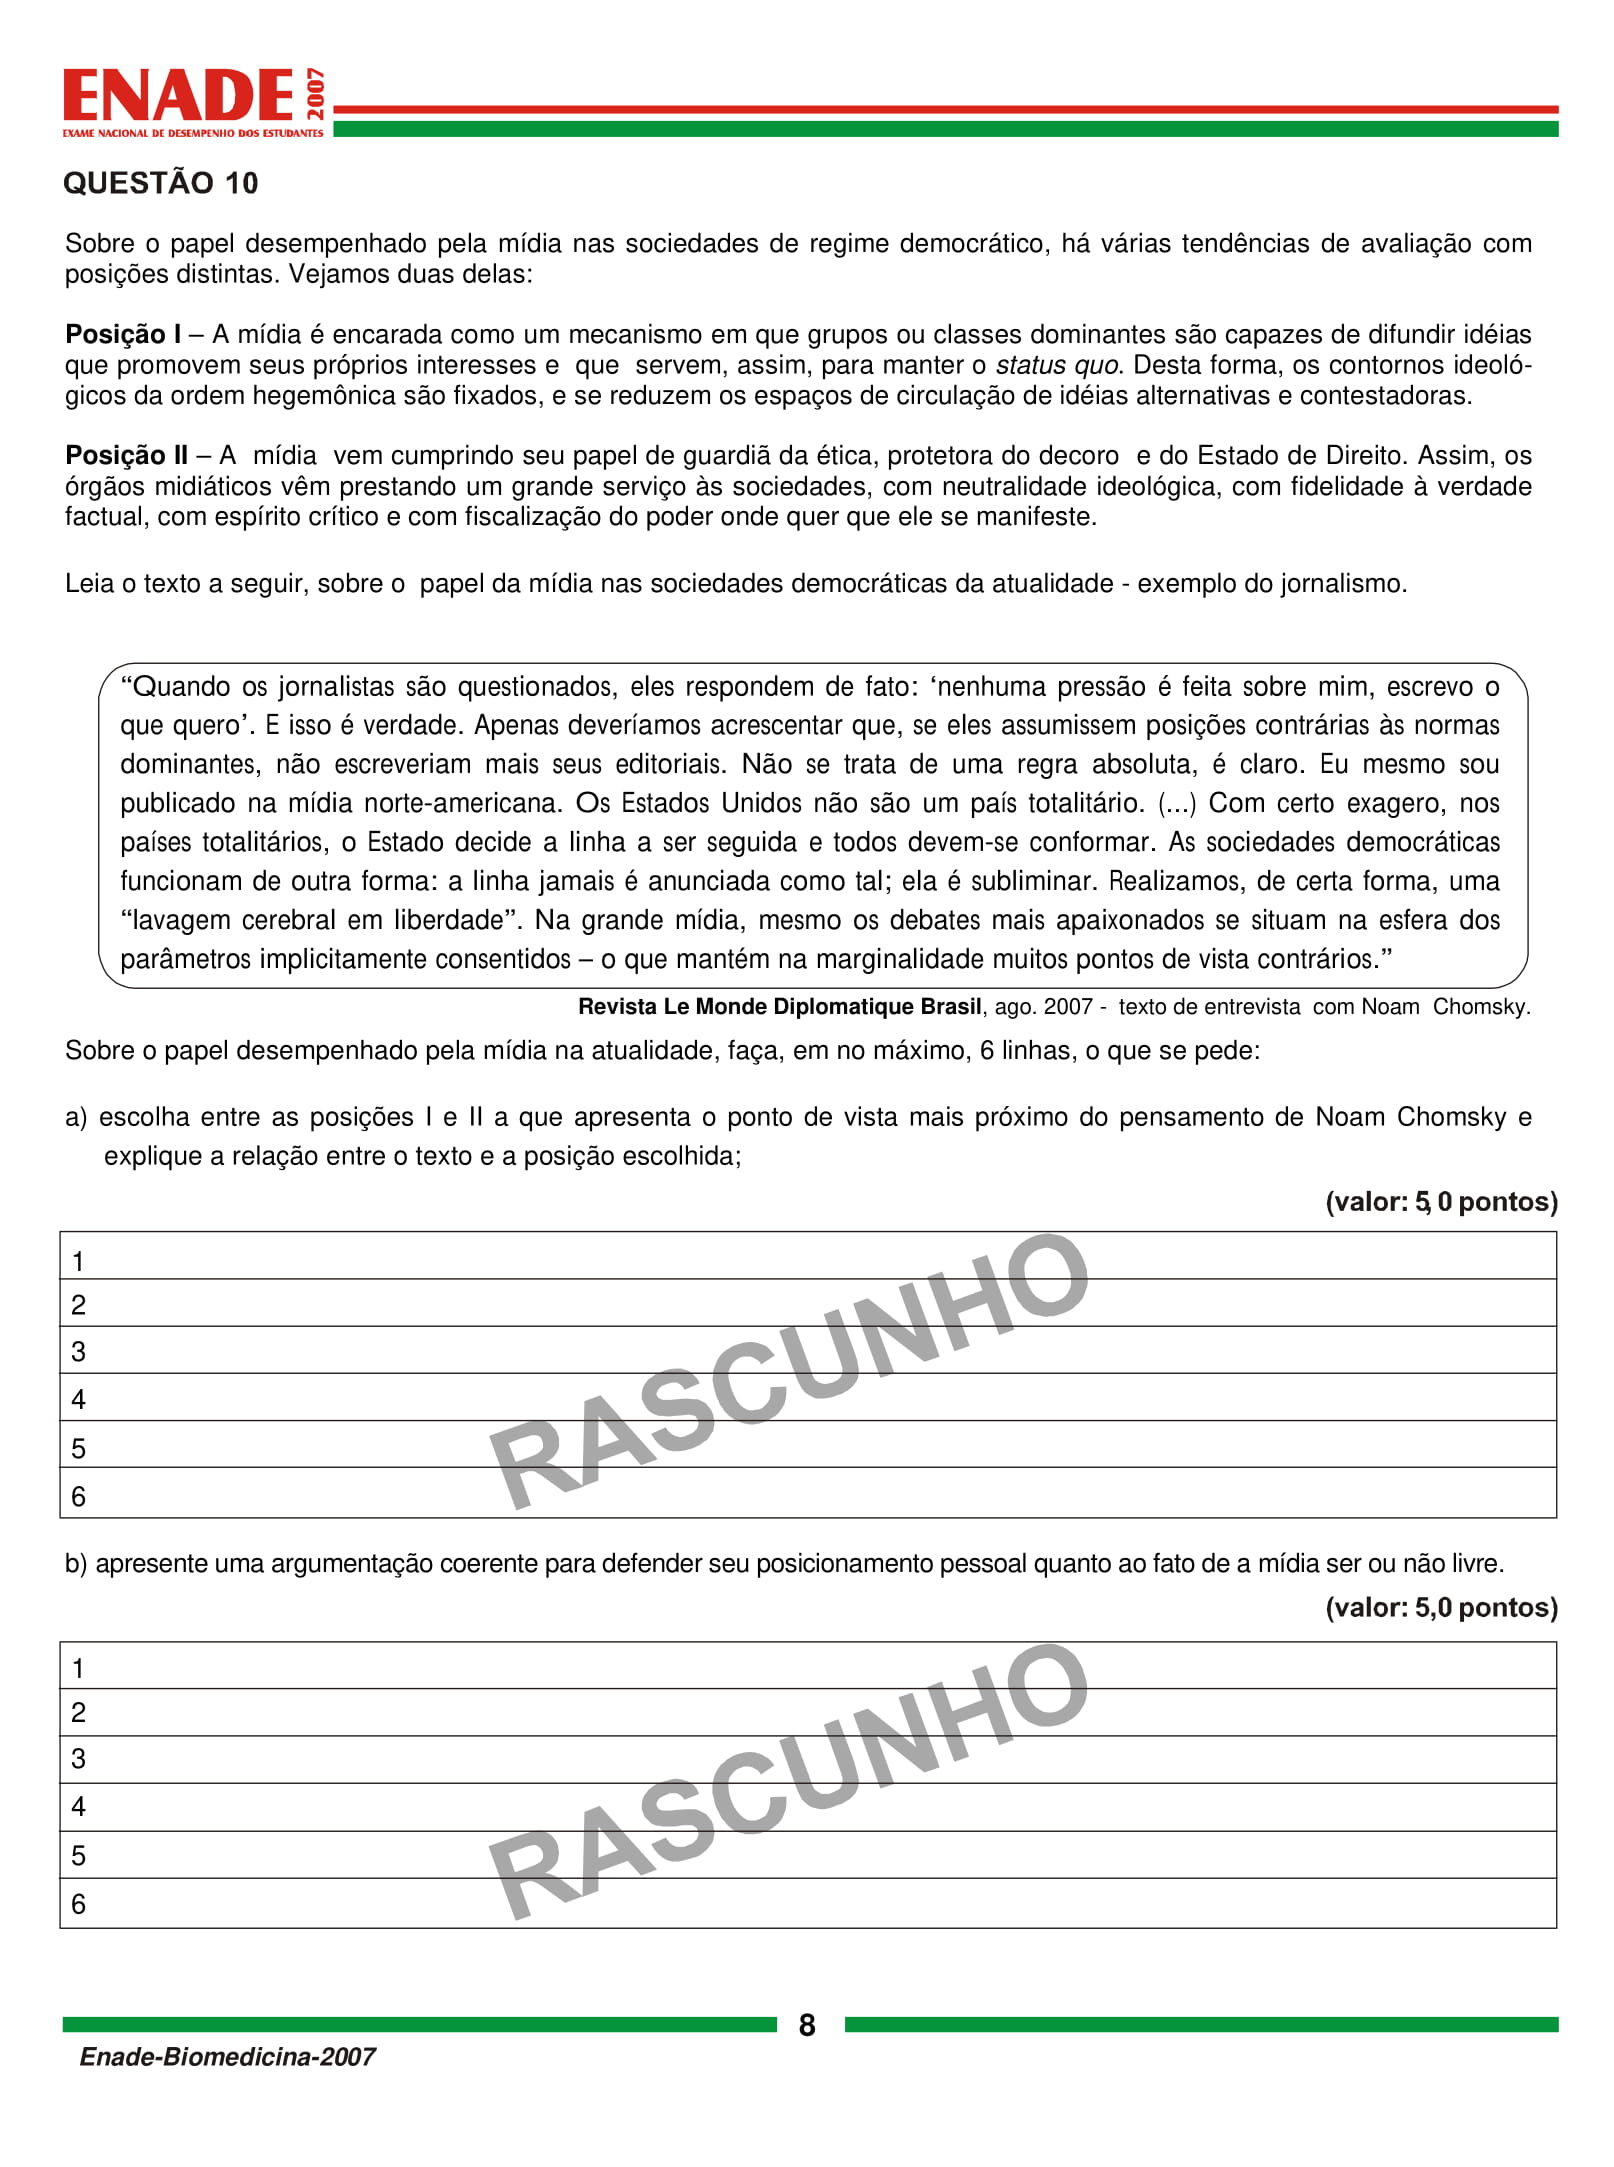 ENADE 2007
EXAME NACIONAL DE DESEMPENHO DOS ESTUDANTES
QUESTÃO 10
Sobre o papel desempenhado pela mídia nas sociedades de regime democrático, há várias tendências de avaliação com
posições distintas. Vejamos duas delas:
Posição I – A mídia é encarada como um mecanismo em que grupos ou classes dominantes são capazes de difundir idéias
que promovem seus próprios interesses e que servem, assim, para manter o status quo. Desta forma, os contornos ideoló-
gicos da ordem hegemônica são fixados, e se reduzem os espaços de circulação de idéias alternativas e contestadoras.
Posição II – A mídia vem cumprindo seu papel de guardiã da ética, protetora do decoro e do Estado de Direito. Assim, os
órgãos midiáticos vêm prestando um grande serviço às sociedades, com neutralidade ideológica, com fidelidade à verdade
factual, com espírito crítico e com fiscalização do poder onde quer que ele se manifeste.
Leia o texto a seguir, sobre o papel da mídia nas sociedades democráticas da atualidade - exemplo do jornalismo.
“Quando os jornalistas são questionados, eles respondem de fato: ‘nenhuma pressão é feita sobre mim, escrevo o
que quero’. E isso é verdade. Apenas deveríamos acrescentar que, se eles assumissem posições contrárias às normas
dominantes, não escreveriam mais seus editoriais. Não se trata de uma regra absoluta, é claro. Eu mesmo sou
publicado na mídia norte-americana. Os Estados Unidos não são um país totalitário. (...) Com certo exagero, nos
países totalitários, o Estado decide a linha a ser seguida e todos devem-se conformar. As sociedades democráticas
funcionam de outra forma: a linha jamais é anunciada como tal; ela é subliminar. Realizamos, de certa forma, uma
“lavagem cerebral em liberdade”. Na grande mídia, mesmo os debates mais apaixonados se situam na esfera dos
parâmetros implicitamente consentidos – o que mantém na marginalidade muitos pontos de vista contrários.”
Revista Le Monde Diplomatique Brasil, ago. 2007 - texto de entrevista com Noam Chomsky.
Sobre o papel desempenhado pela mídia na atualidade, faça, em no máximo, 6 linhas, o que se pede:
a) escolha entre as posições I e II a que apresenta o ponto de vista mais próximo do pensamento de Noam Chomsky e
explique a relação entre o texto e a posição escolhida;
(valor: 5,0 pontos)
1
2
3
4
5
6
RASCUNHO
b) apresente uma argumentação coerente para defender seu posicionamento pessoal quanto ao fato de a mídia ser ou não livre.
(valor: 5,0 pontos)
1
2
3
4
5
6
RASCUNHO
8
Enade-Biomedicina-2007